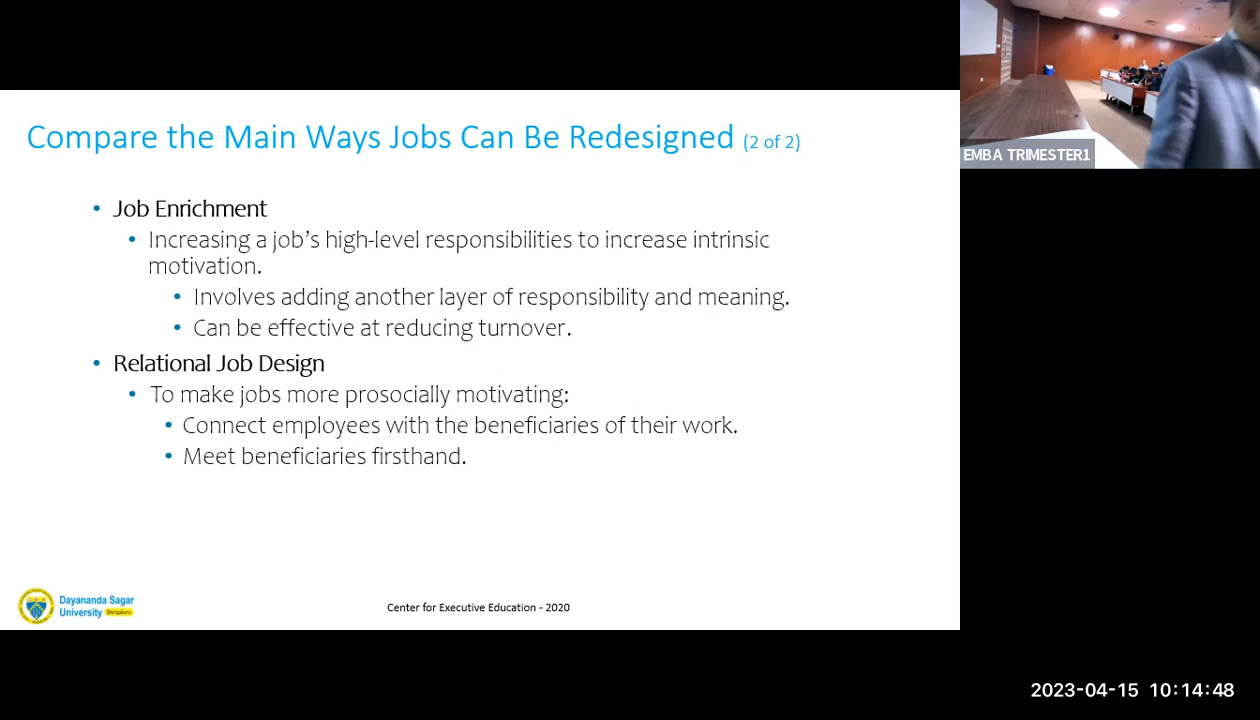 Compare the Main Ways Jobs Can Be Redesigned (2 of 2)
EMBA TRIMESTER1
• Job Enrichment
• Increasing a job’s high-level responsibilities to increase intrinsic
motivation.
• Involves adding another layer of responsibility and meaning.
• Can be effective at reducing turnover.
• Relational Job Design
• To make jobs more prosocially motivating:
• Connect employees with the beneficiaries of their work.
• Meet beneficiaries firsthand.
Dayananda Sagar
University Bengaluru
Center for Executive Education - 2020
2023-04-15 10:14:48